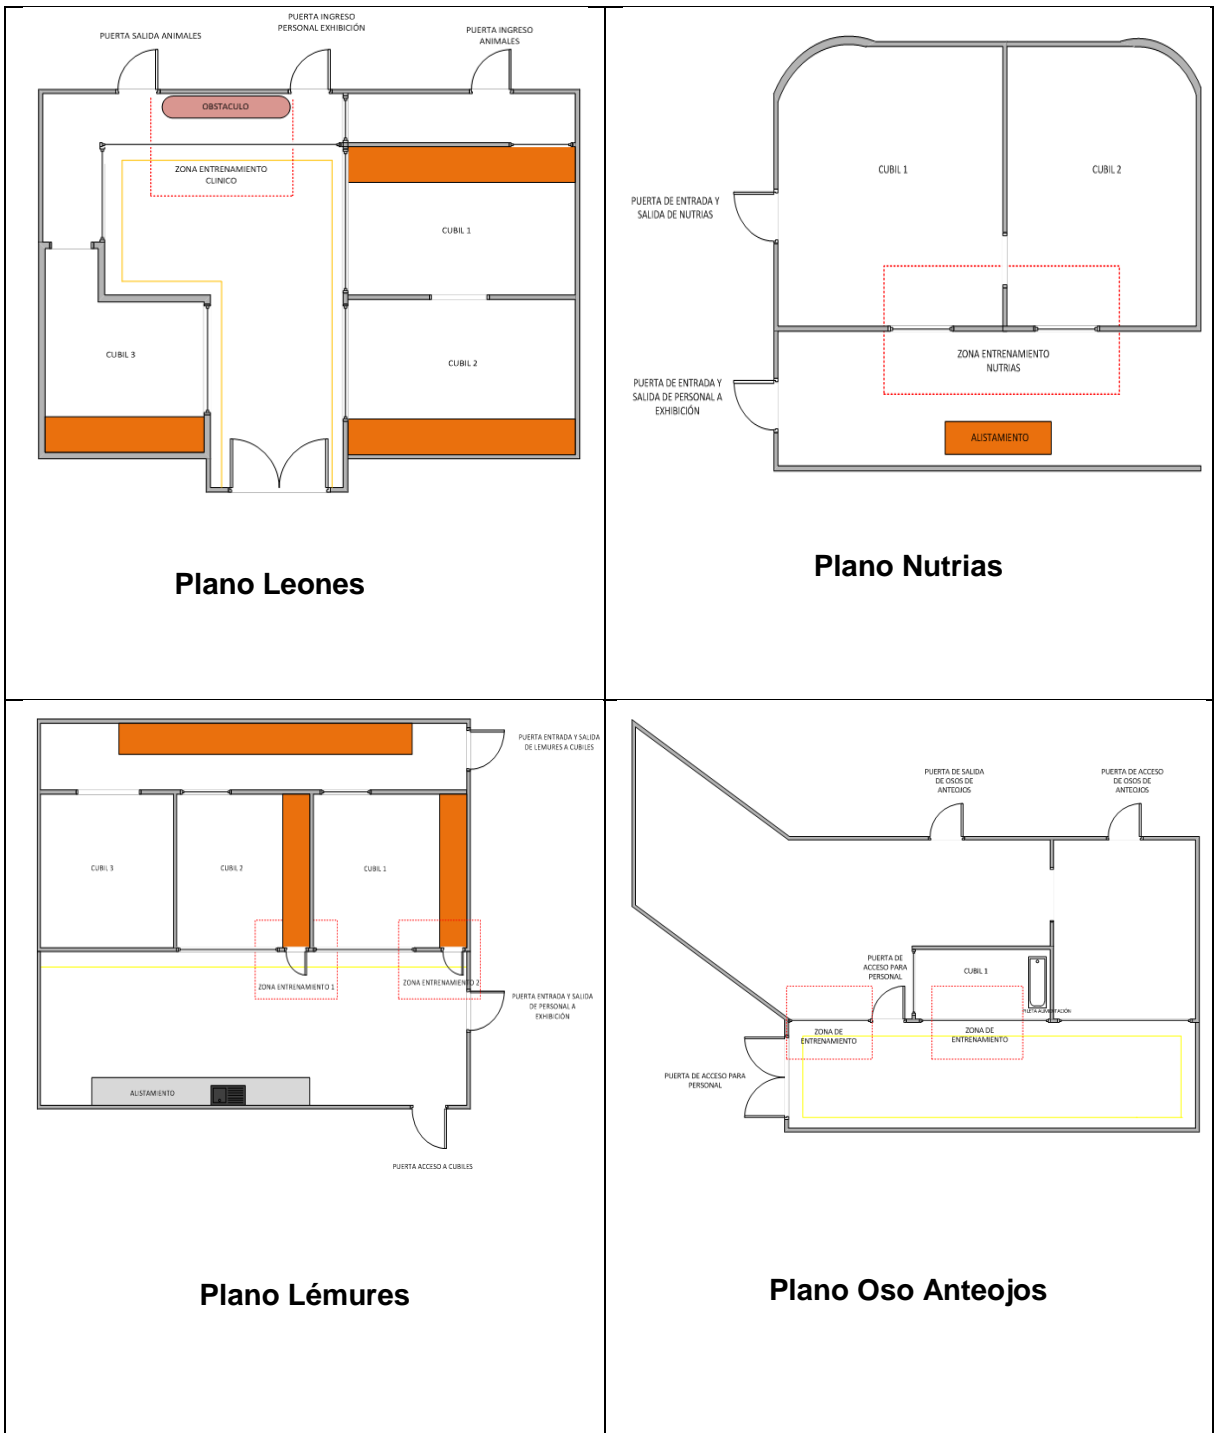 PUERTA SALIDA ANIMALES
PUERTA INGRESO
PERSONAL EXHIBICIÓN
PUERTA INGRESO
ANIMALES
OBSTACULO
ZONA ENTRENAMIENTO
CLINICO
CUBIL 1
CUBIL 2
CUBIL 3
Plano Leones
CUBIL 1
CUBIL 2
PUERTA DE ENTRADA Y
SALIDA DE NUTRIAS
ZONA ENTRENAMIENTO
NUTRIAS
PUERTA DE ENTRADA Y
SALIDA DE PERSONAL A
EXHIBICIÓN
ALISTAMIENTO
Plano Nutrias
PUERTA ENTRADA Y SALIDA
DE LEMURES A CUBILES
CUBIL 3
CUBIL 2
CUBIL 1
ZONA ENTRENAMIENTO 1
ZONA ENTRENAMIENTO 2
PUERTA ENTRADA Y SALIDA
DE PERSONAL A
EXHIBICIÓN
ALISTAMIENTO
PUERTA ACCESO A CUBILES
Plano Lémures
PUERTA DE SALIDA
DE OSOS DE
ANTEOJOS
PUERTA DE ACCESO
DE OSOS DE
ANTEOJOS
PUERTA DE
ACCESO PARA
PERSONAL
CUBIL 1
PILETA ALIMENTACIÓN
ZONA DE
ENTRENAMIENTO
ZONA DE
ENTRENAMIENTO
PUERTA DE ACCESO PARA
PERSONAL
Plano Oso Anteojos